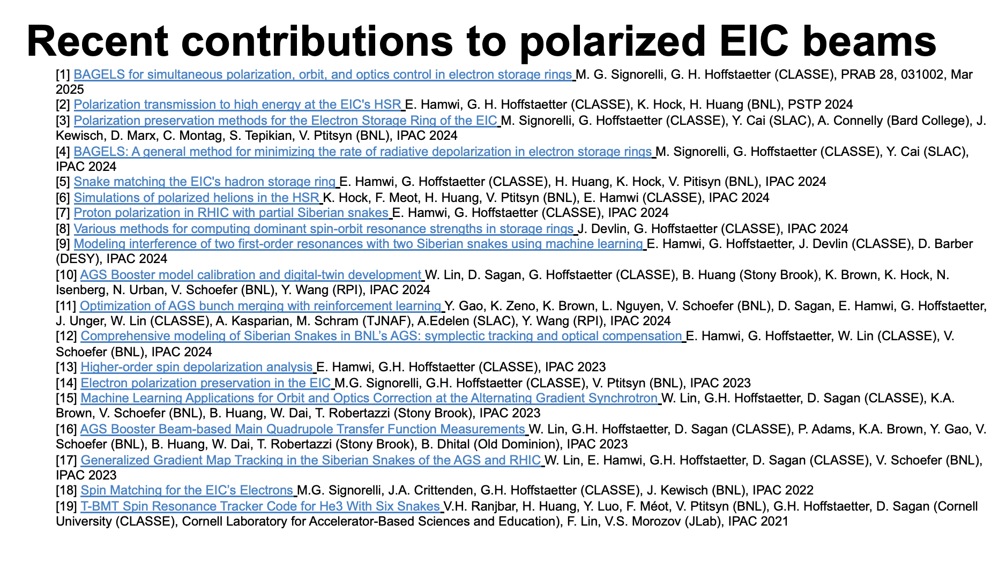 Recent contributions to polarized EIC beams
[1] BAGELS for simultaneous polarization, orbit, and optics control in electron storage rings M. G. Signorelli, G. H. Hoffstaetter (CLASSE), PRAB 28, 031002, Mar
2025
[2] Polarization transmission to high energy at the EIC's HSR E. Hamwi, G. H. Hoffstaetter (CLASSE), K. Hock, H. Huang (BNL), PSTP 2024
[3] Polarization preservation methods for the Electron Storage Ring of the EIC M. Signorelli, G. Hoffstaetter (CLASSE), Y. Cai (SLAC), A. Connelly (Bard College), J.
Kewisch, D. Marx, C. Montag, S. Tepikian, V. Ptitsyn (BNL), IPAC 2024
[4] BAGELS: A general method for minimizing the rate of radiative depolarization in electron storage rings M. Signorelli, G. Hoffstaetter (CLASSE), Y. Cai (SLAC),
IPAC 2024
[5] Snake matching the EIC's hadron storage ring E. Hamwi, G. Hoffstaetter (CLASSE), H. Huang, K. Hock, V. Pitisyn (BNL), IPAC 2024
[6] Simulations of polarized helions in the HSR K. Hock, F. Meot, H. Huang, V. Ptitsyn (BNL), E. Hamwi (CLASSE), IPAC 2024
[7] Proton polarization in RHIC with partial Siberian snakes E. Hamwi, G. Hoffstaetter (CLASSE), IPAC 2024
[8] Various methods for computing dominant spin-orbit resonance strengths in storage rings J. Devlin, G. Hoffstaetter (CLASSE), IPAC 2024
[9] Modeling interference of two first-order resonances with two Siberian snakes using machine learning E. Hamwi, G. Hoffstaetter, J. Devlin (CLASSE), D. Barber
(DESY), IPAC 2024
[10] AGS Booster model calibration and digital-twin development W. Lin, D. Sagan, G. Hoffstaetter (CLASSE), B. Huang (Stony Brook), K. Brown, K. Hock, N.
Isenberg, N. Urban, V. Schoefer (BNL), Y. Wang (RPI), IPAC 2024
[11] Optimization of AGS bunch merging with reinforcement learning Y. Gao, K. Zeno, K. Brown, L. Nguyen, V. Schoefer (BNL), D. Sagan, E. Hamwi, G. Hoffstaetter,
J. Unger, W. Lin (CLASSE), A. Kasparian, M. Schram (TJNAF), A.Edelen (SLAC), Y. Wang (RPI), IPAC 2024
[12] Comprehensive modeling of Siberian Snakes in BNL’s AGS: symplectic tracking and optical compensation E. Hamwi, G. Hoffstaetter, W. Lin (CLASSE), V.
Schoefer (BNL), IPAC 2024
[13] Higher-order spin depolarization analysis E. Hamwi, G.H. Hoffstaetter (CLASSE), IPAC 2023
[14] Electron polarization preservation in the EIC M.G. Signorelli, G.H. Hoffstaetter (CLASSE), V. Ptitsyn (BNL), IPAC 2023
[15] Machine Learning Applications for Orbit and Optics Correction at the Alternating Gradient Synchrotron W. Lin, G.H. Hoffstaetter, D. Sagan (CLASSE), K.A.
Brown, V. Schoefer (BNL), B. Huang, W. Dai, T. Robertazzi (Stony Brook), IPAC 2023
[16] AGS Booster Beam-based Main Quadrupole Transfer Function Measurements W. Lin, G.H. Hoffstaetter, D. Sagan (CLASSE), P. Adams, K.A. Brown, Y. Gao, V.
Schoefer (BNL), B. Huang, W. Dai, T. Robertazzi (Stony Brook), B. Dhital (Old Dominion), IPAC 2023
[17] Generalized Gradient Map Tracking in the Siberian Snakes of the AGS and RHIC W. Lin, E. Hamwi, G.H. Hoffstaetter, D. Sagan (CLASSE), V. Schoefer (BNL),
IPAC 2023
[18] Spin Matching for the EIC’s Electrons M.G. Signorelli, J.A. Crittenden, G.H. Hoffstaetter (CLASSE), J. Kewisch (BNL), IPAC 2022
[19] T-BMT Spin Resonance Tracker Code for He3 With Six Snakes V.H. Ranjbar, H. Huang, Y. Luo, F. Méot, V. Ptitsyn (BNL), G.H. Hoffstaetter, D. Sagan (Cornell
University (CLASSE), Cornell Laboratory for Accelerator-Based Sciences and Education), F. Lin, V.S. Morozov (JLab), IPAC 2021